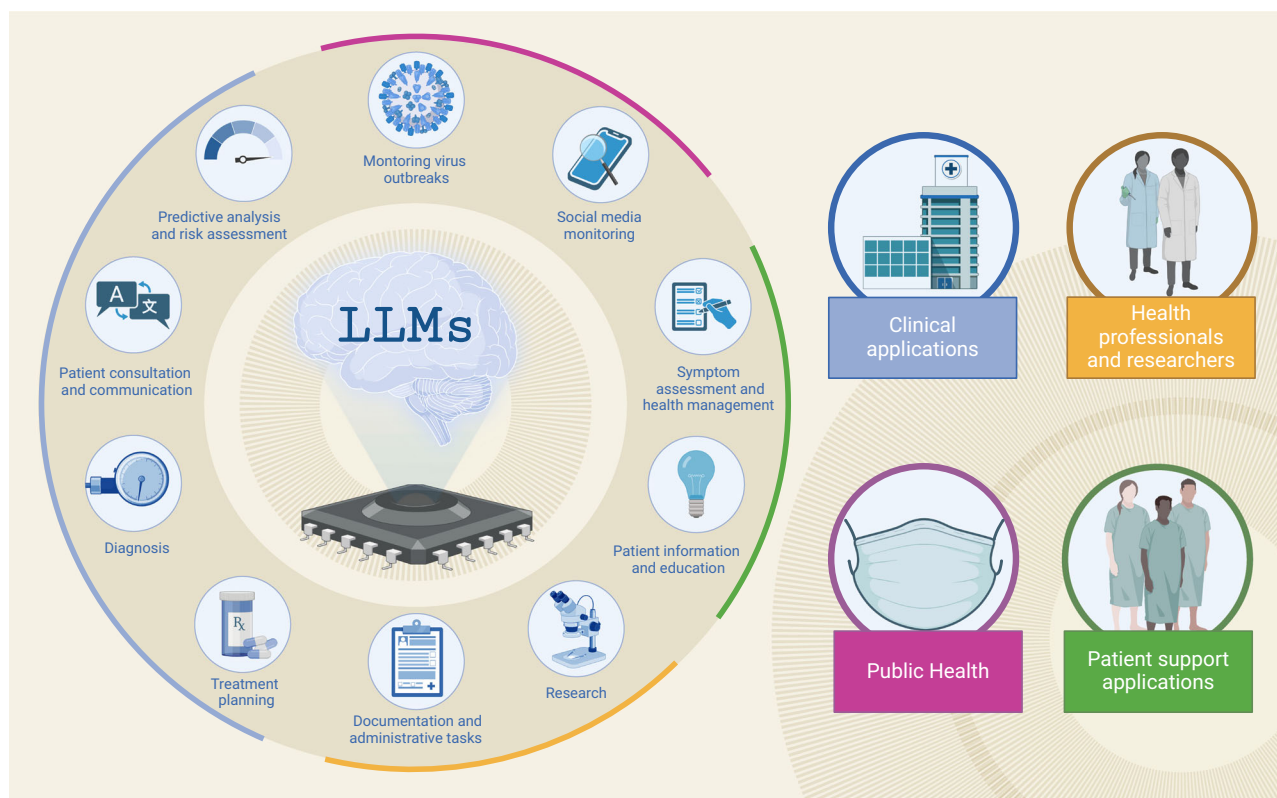 Montoring virus
outbreaks
Social media
monitoring
Symptom
assessment and
health management
Patient information
and education
Research
Documentation and
administrative tasks
Treatment
planning
Diagnosis
Patient consultation
and communication
Predictive analysis
and risk assessment
A
文
Rx
LLMs
Clinical
applications
Health
professionals
and researchers
Public Health
Patient support
applications